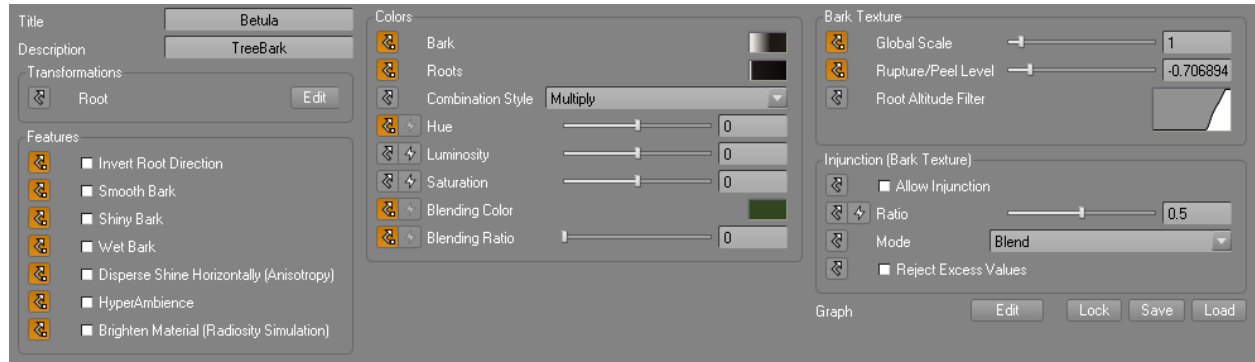 Title Betula
Description TreeBark
Transformations
Root Edit
Features
Invert Root Direction
Smooth Bark
Shiny Bark
Wet Bark
Disperse Shine Horizontally (Anisotropy)
HyperAmbience
Brighten Material (Radiosity Simulation)
Colors
Bark
Roots
Combination Style Multiply
Hue 0
Luminosity 0
Saturation 0
Blending Color
Blending Ratio 0
Bark Texture
Global Scale 1
Rupture/Peel Level -0.706894
Root Altitude Filter
Injunction (Bark Texture)
Allow Injunction
Ratio 0.5
Mode Blend
Reject Excess Values
Graph Edit Lock Save Load